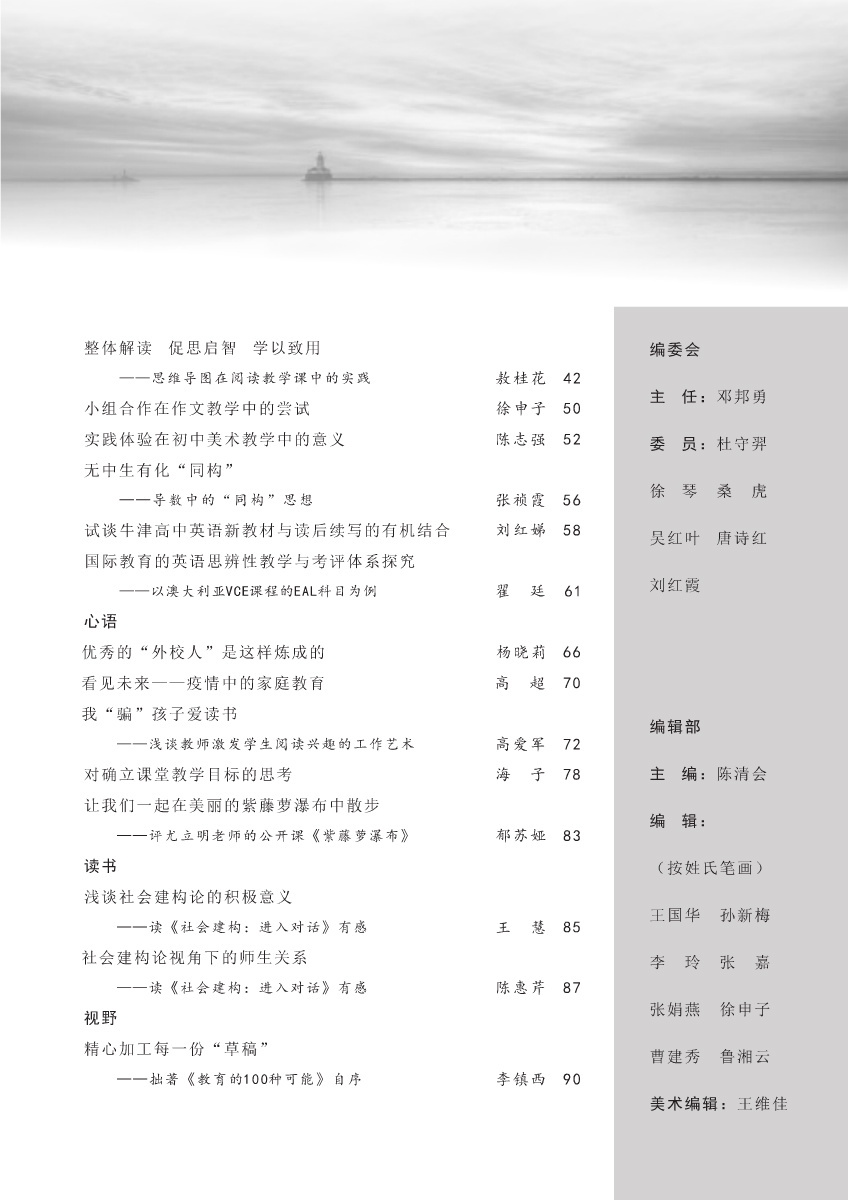 整体解读 促思启智 学以致用
——思维导图在阅读教学课中的实践 敖桂花 42
小组合作在作文教学中的尝试 徐申子 50
实践体验在初中美术教学中的意义 陈志强 52
无中生有化“同构”
——导数中的“同构”思想 张祯霞 56
试谈牛津高中英语新教材与读后续写的有机结合 刘红娣 58
国际教育的英语思辨性教学与考评体系探究
——以澳大利亚VCE课程的EAL科目为例 翟 廷 61
心语
优秀的“外校人”是这样炼成的 杨晓莉 66
看见未来——疫情中的家庭教育 高 超 70
我“骗”孩子爱读书
——浅谈教师激发学生阅读兴趣的工作艺术 高爱军 72
对确立课堂教学目标的思考 海 子 78
让我们一起在美丽的紫藤萝瀑布中散步
——评尤立明老师的公开课《紫藤萝瀑布》 郁苏娅 83
读书
浅谈社会建构论的积极意义
——读《社会建构：进入对话》有感 王 慧 85
社会建构论视角下的师生关系
——读《社会建构：进入对话》有感 陈惠芹 87
视野
精心加工每一份“草稿”
——拙著《教育的100种可能》自序 李镇西 90
编委会
主 任：邓邦勇
委 员：杜守羿
徐 琴 桑 虎
吴红叶 唐诗红
刘红霞
编辑部
主 编：陈清会
编 辑：
（按姓氏笔画）
王国华 孙新梅
李 玲 张 嘉
张娟燕 徐申子
曹建秀 鲁湘云
美术编辑：王维佳